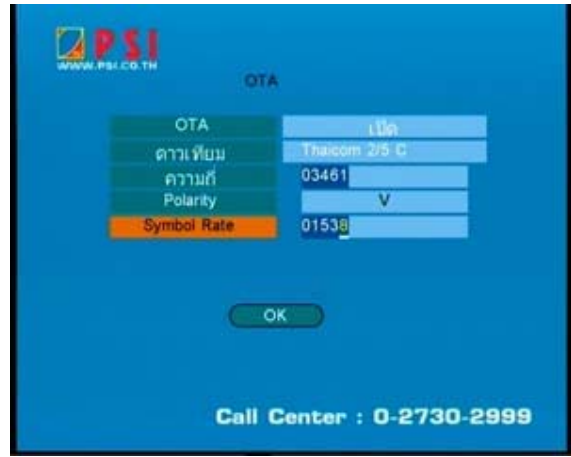 PSI
WWW.PSI.CO.TH
OTA
OTA เปิด
ดาวเทียม Thaicom 2/5 C
ความถี่ 03461
Polarity V
Symbol Rate 01538
OK
Call Center : 0-2730-2999